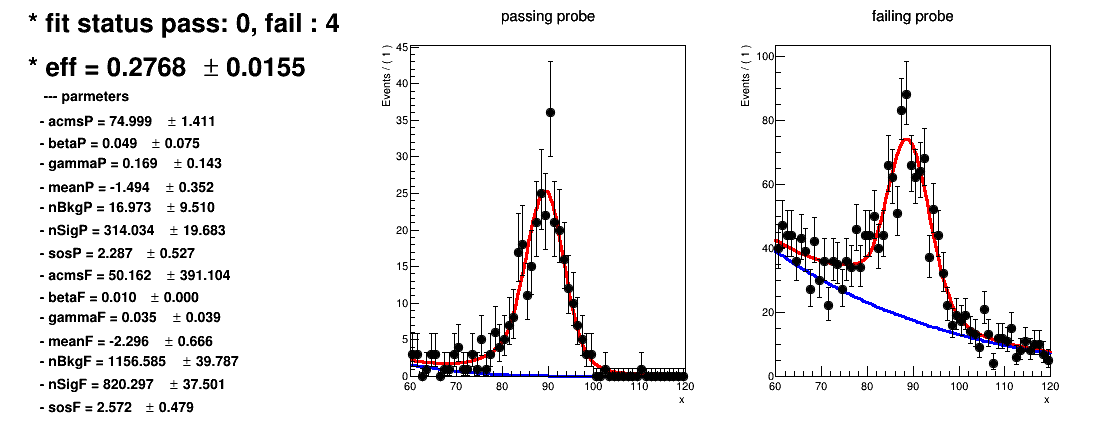 * fit status pass: 0, fail : 4
* eff = 0.2768 ± 0.0155
--- parmeters
- acmsP = 74.999 ± 1.411
- betaP = 0.049 ± 0.075
- gammaP = 0.169 ± 0.143
- meanP = -1.494 ± 0.352
- nBkgP = 16.973 ± 9.510
- nSigP = 314.034 ± 19.683
- sosP = 2.287 ± 0.527
- acmsF = 50.162 ± 391.104
- betaF = 0.010 ± 0.000
- gammaF = 0.035 ± 0.039
- meanF = -2.296 ± 0.666
- nBkgF = 1156.585 ± 39.787
- nSigF = 820.297 ± 37.501
- sosF = 2.572 ± 0.479
passing probe
Events / ( 1 )
45
40
35
30
25
20
15
10
5
0
60 70 80 90 100 110 120
x
failing probe
Events / ( 1 )
100
80
60
40
20
0
60 70 80 90 100 110 120
x